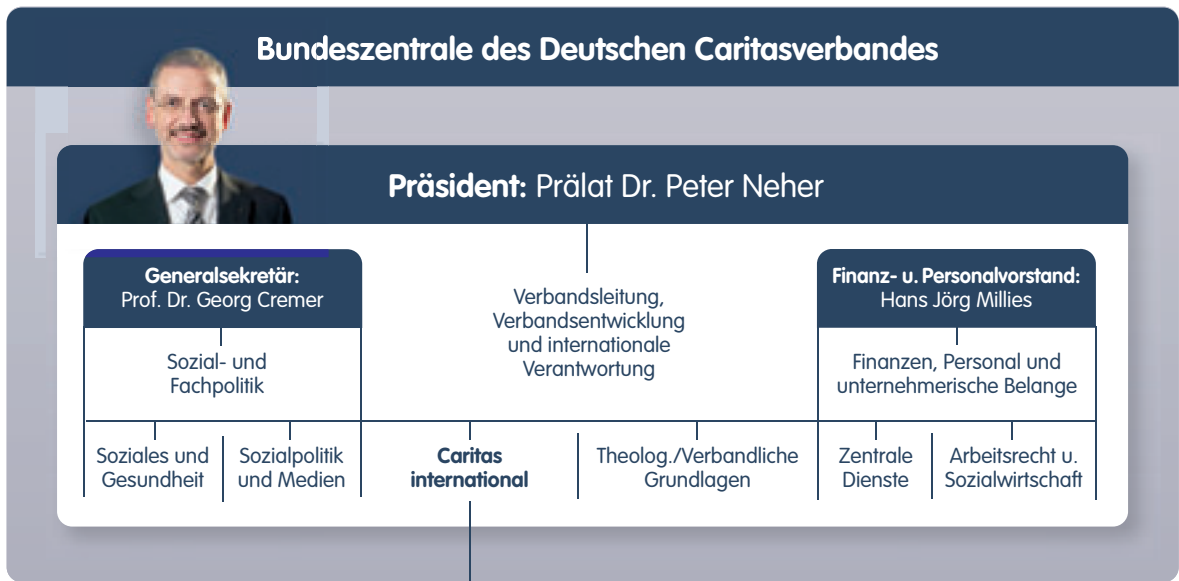 Bundeszentrale des Deutschen Caritasverbandes
Präsident: Prälat Dr. Peter Neher
Generalsekretär:
Prof. Dr. Georg Cremer
Sozial- und
Fachpolitik
Verbandsleitung,
Verbandsentwicklung
und internationale
Verantwortung
Finanz- u. Personalvorstand:
Hans Jörg Millies
Finanzen, Personal und
unternehmerische Belange
Soziales und
Gesundheit
Sozialpolitik
und Medien
Caritas
international
Theolog./Verbandliche
Grundlagen
Zentrale
Dienste
Arbeitsrecht u.
Sozialwirtschaft